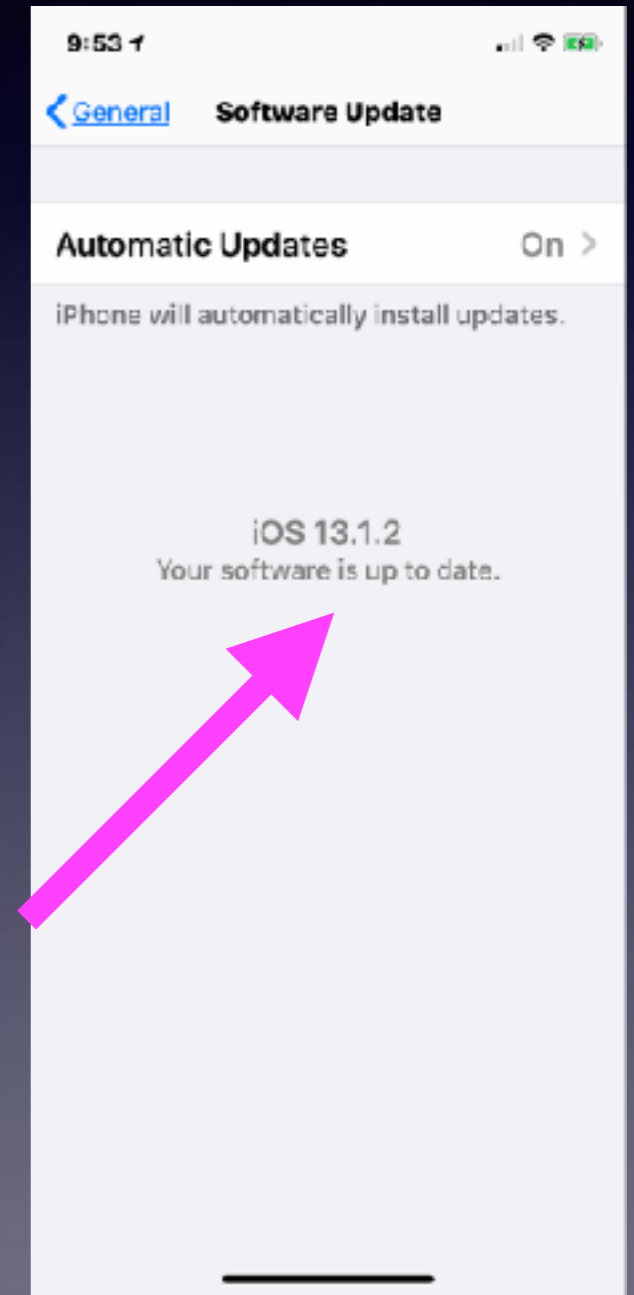 9:53
General Software Update
Automatic Updates On
iPhone will automatically install updates.
iOS 13.1.2
Your software is up to date.